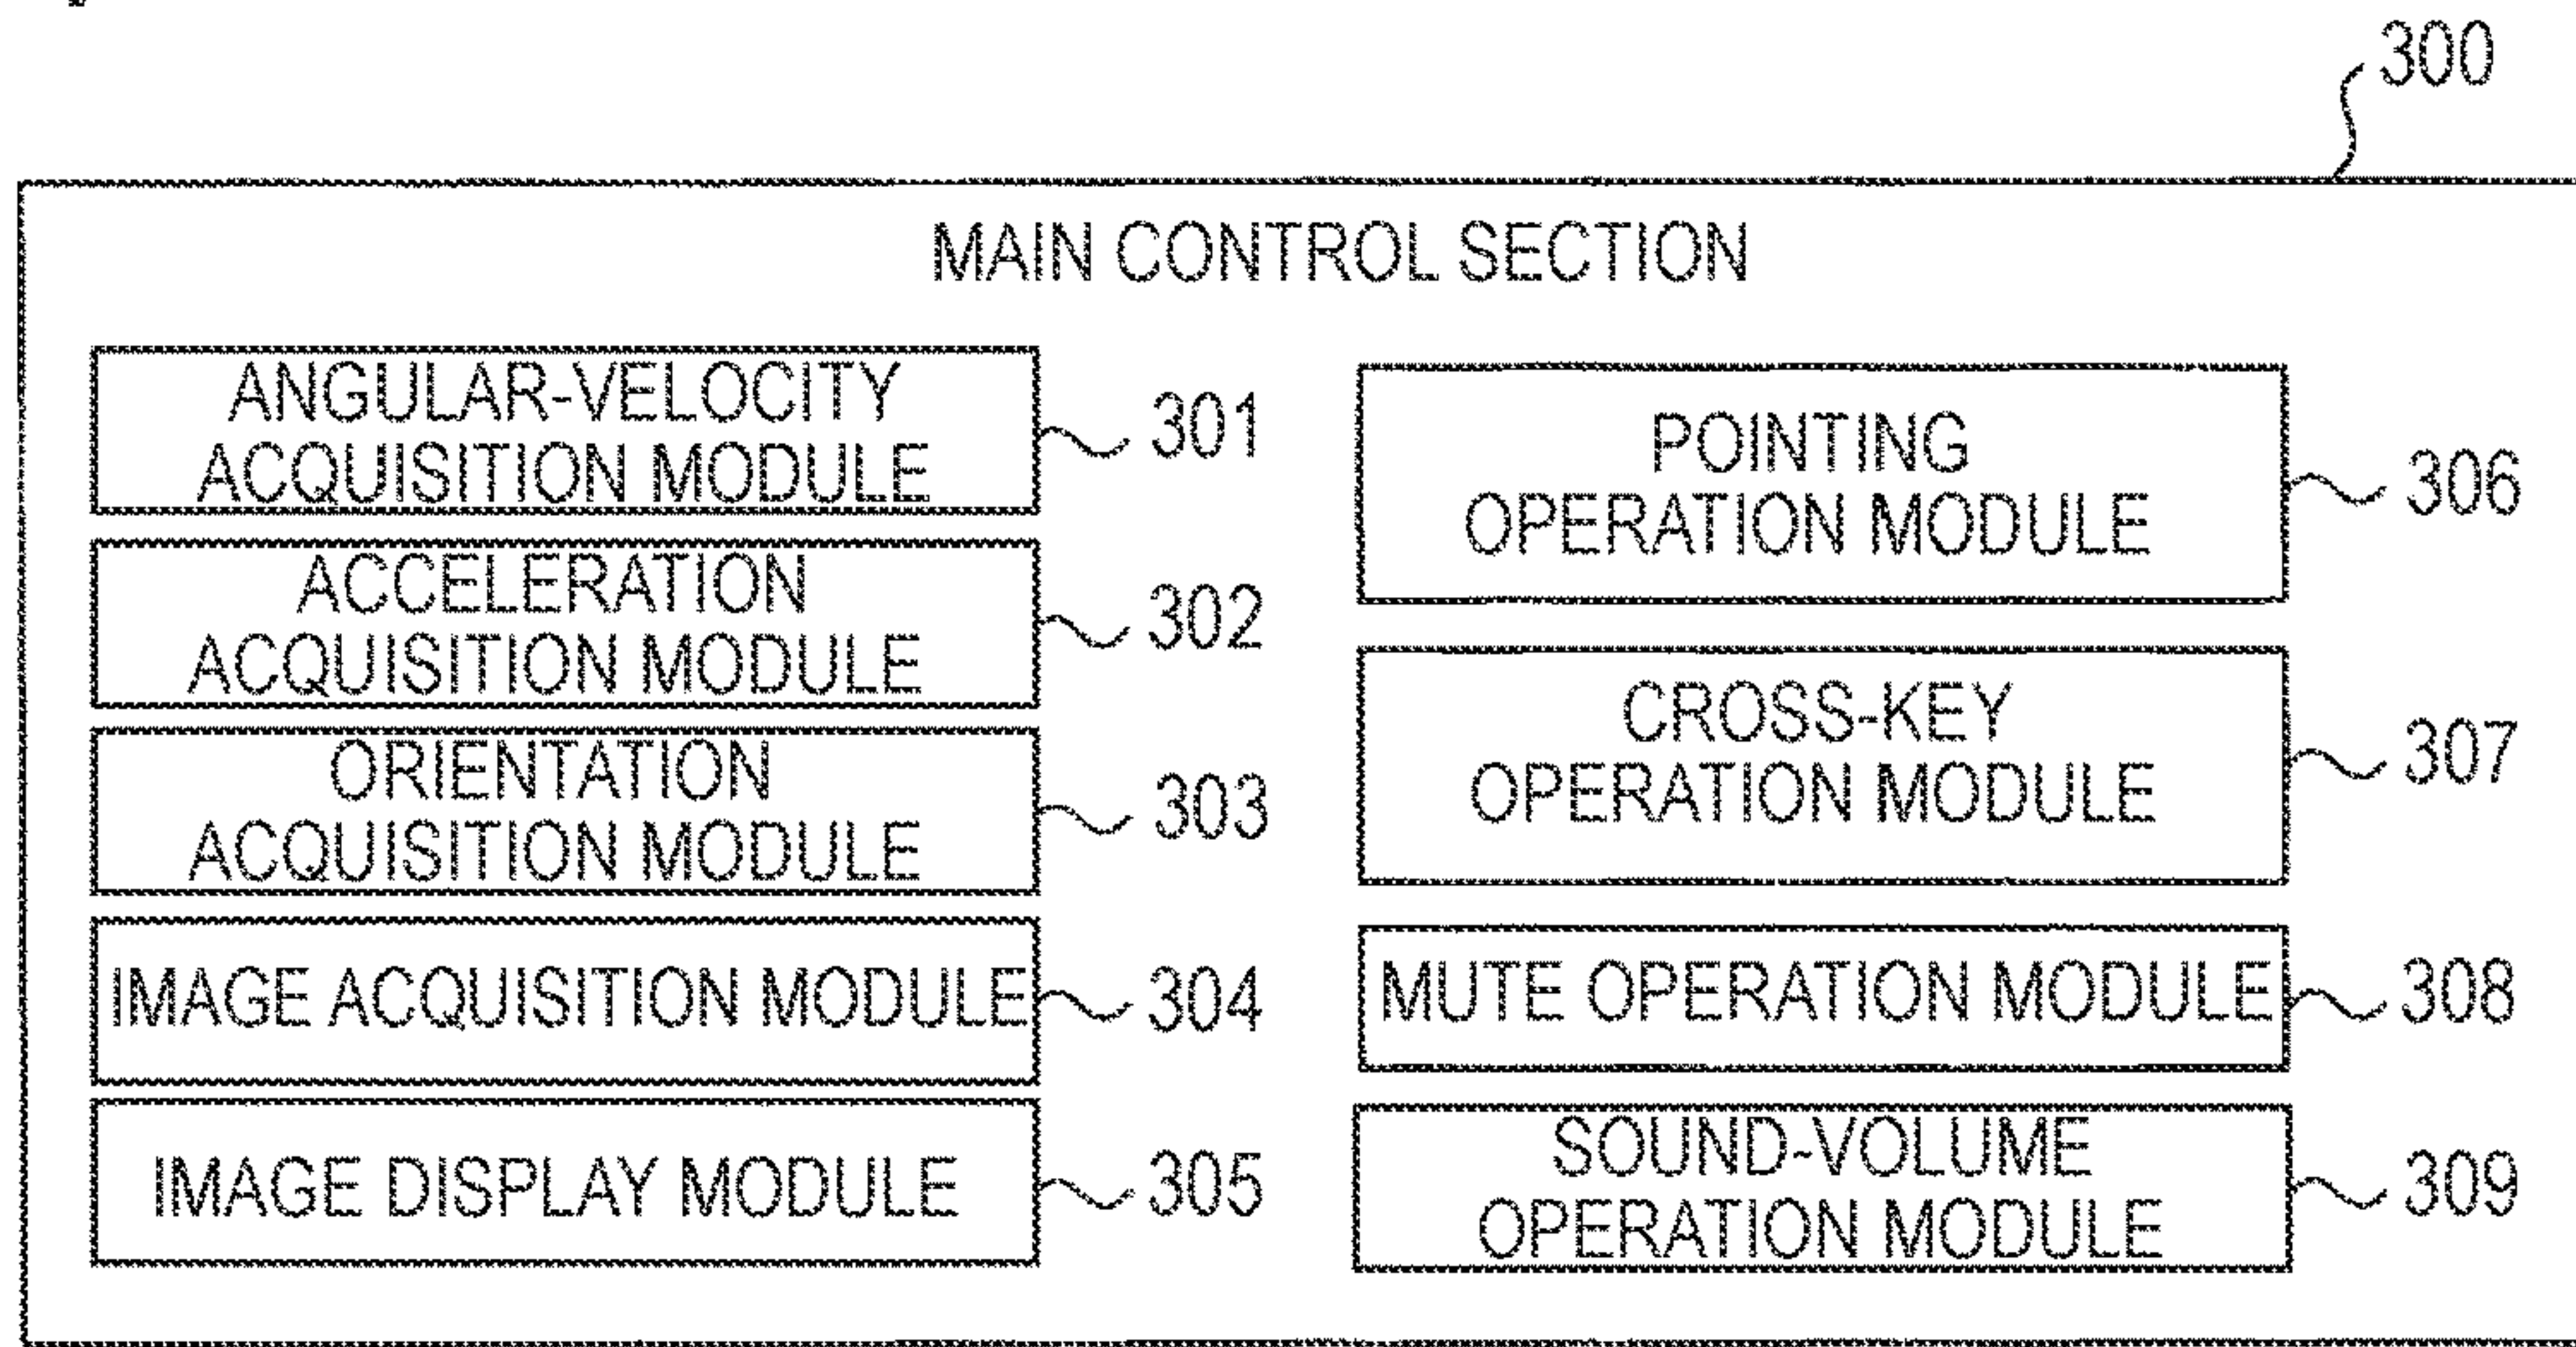 300
MAIN CONTROL SECTION
ANGULAR-VELOCITY
ACQUISITION MODULE
301
ACCELERATION
ACQUISITION MODULE
302
ORIENTATION
ACQUISITION MODULE
303
IMAGE ACQUISITION MODULE
304
IMAGE DISPLAY MODULE
305
POINTING
OPERATION MODULE
306
CROSS-KEY
OPERATION MODULE
307
MUTE OPERATION MODULE
308
SOUND-VOLUME
OPERATION MODULE
309